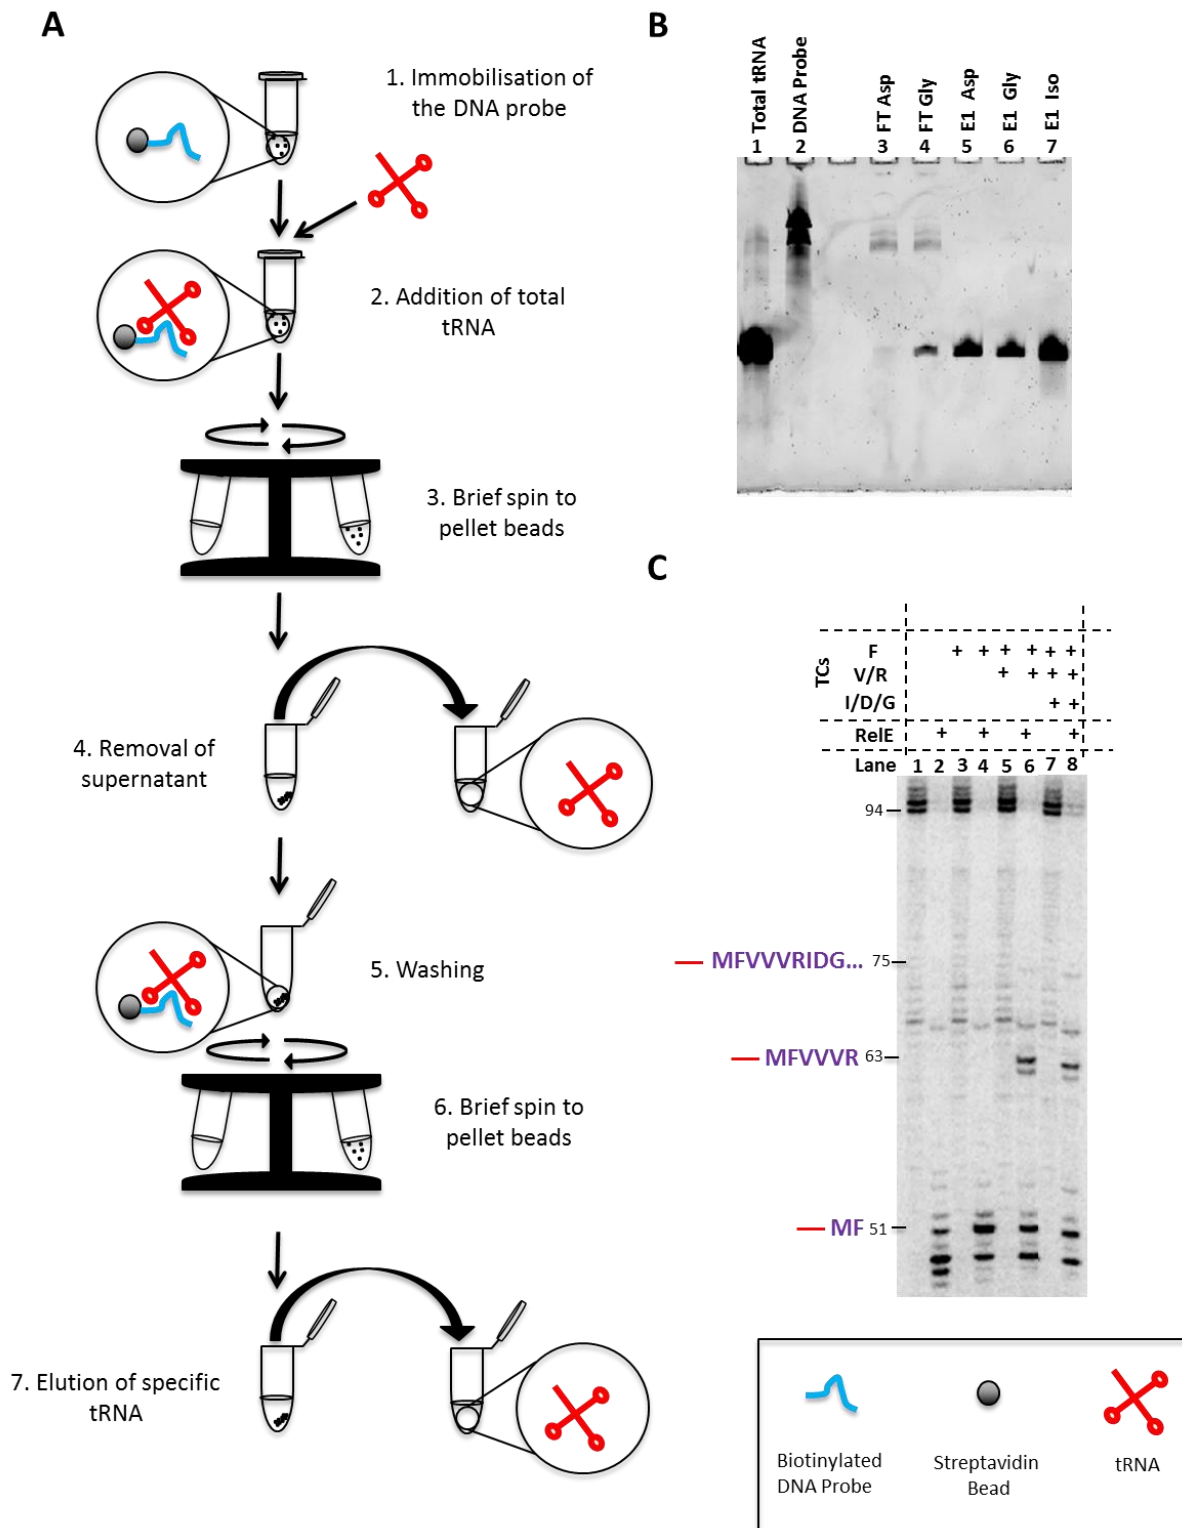 A
1. Immobilisation of
the DNA probe
2. Addition of total
tRNA
3. Brief spin to
pellet beads
4. Removal of
supernatant
5. Washing
6. Brief spin to
pellet beads
7. Elution of specific
tRNA
B
1 Total tRNA
2 DNA Probe
3 FT Asp
4 FT Gly
5 E1 Asp
6 E1 Gly
7 E1 Iso
C
TCs
F + + + + + +
V/R + + + +
I/D/G + +
RelE + + + +
Lane 1 2 3 4 5 6 7 8
94
MFVVVRIDG... 75
MFVVVR 63
MF 51
Biotinylated
DNA Probe
Streptavidin
Bead
tRNA